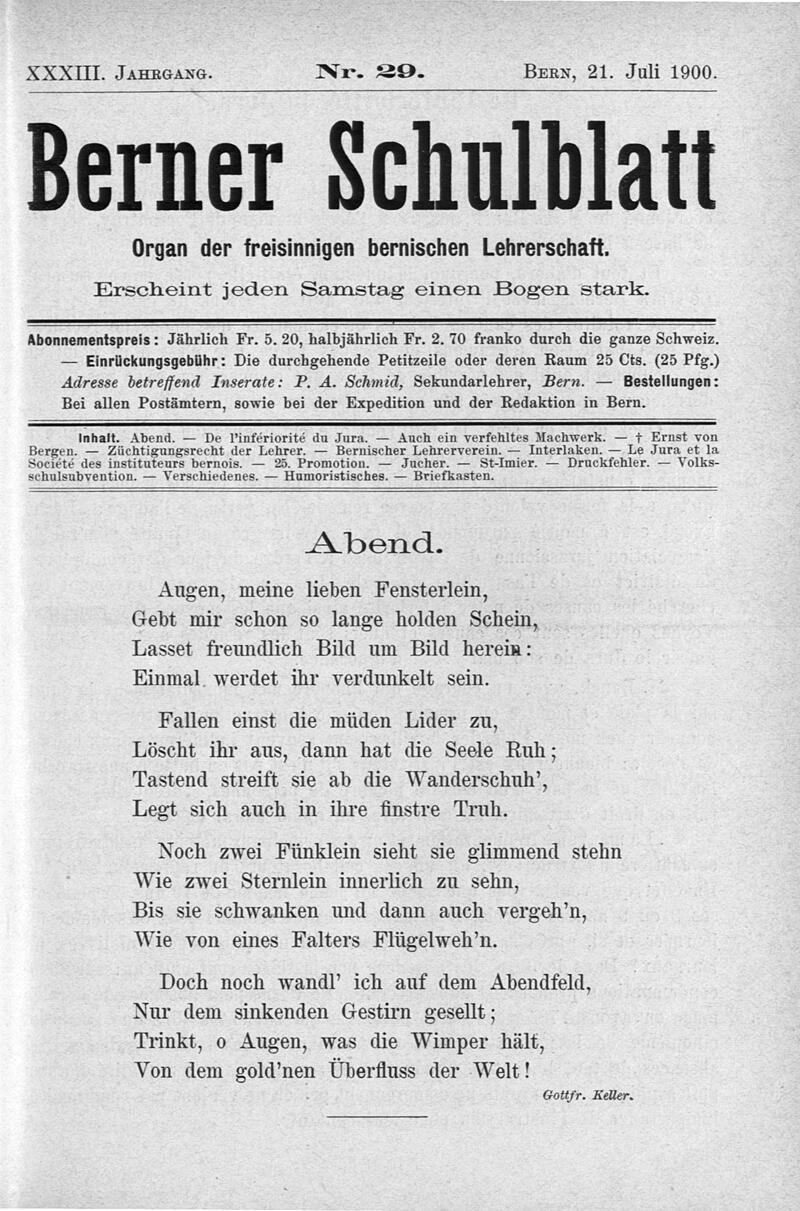 XXXIII. JAHRGANG. Nr. 29. BERN, 21. Juli 1900.
Berner Schulblatt
Organ der freisinnigen bernischen Lehrerschaft.
Erscheint jeden Samstag einen Bogen stark.
Abonnementspreis: Jährlich Fr. 5. 20, halbjährlich Fr. 2. 70 franko durch die ganze Schweiz.
— Einrückungsgebühr: Die durchgehende Petitzeile oder deren Raum 25 Cts. (25 Pfg.)
Adresse betreffend Inserate: P. A. Schmid, Sekundarlehrer, Bern. — Bestellungen:
Bei allen Postämtern, sowie bei der Expedition und der Redaktion in Bern.
Inhalt. Abend. — De l'infériorité du Jura. — Auch ein verfehltes Machwerk. — † Ernst von
Bergen. — Züchtigungsrecht der Lehrer. — Bernischer Lehrerverein. — Interlaken. — Le Jura et la
Société des instituteurs bernois. — 25. Promotion. — Jucher. — St-Imier. — Druckfehler. — Volks-
schulsubvention. — Verschiedenes. — Humoristisches. — Briefkasten.
Abend.
Augen, meine lieben Fensterlein,
Gebt mir schon so lange holden Schein,
Lasset freundlich Bild um Bild herein:
Einmal werdet ihr verdunkelt sein.
Fallen einst die müden Lider zu,
Löscht ihr aus, dann hat die Seele Ruh;
Tastend streift sie ab die Wanderschuh',
Legt sich auch in ihre finstre Truh.
Noch zwei Fünklein sieht sie glimmend stehn
Wie zwei Sternlein innerlich zu sehn,
Bis sie schwanken und dann auch vergeh'n,
Wie von eines Falters Flügelweh'n.
Doch noch wandl' ich auf dem Abendfeld,
Nur dem sinkenden Gestirn gesellt;
Trinkt, o Augen, was die Wimper hält,
Von dem gold'nen Überfluss der Welt!
Gottfr. Keller.